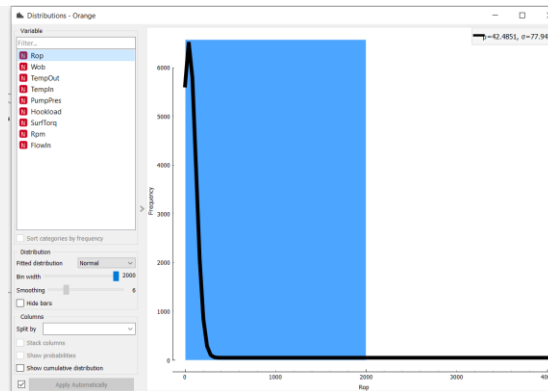 Distributions - Orange
Variable
Filter...
N Rop
N Wob
N TempOut
N TempIn
N PumpPres
N Hookload
N SurfTorq
N Rpm
N FlowIn
Sort categories by frequency
Distribution
Fitted distribution Normal
Bin width 2000
Smoothing 6
Hide bars
Columns
Split by
Stack columns
Show probabilities
Show cumulative distribution
Apply Automatically
=42.4851, σ=77.94
Frequency
6000
5000
4000
3000
2000
1000
0
0 1000 2000 3000
Rop